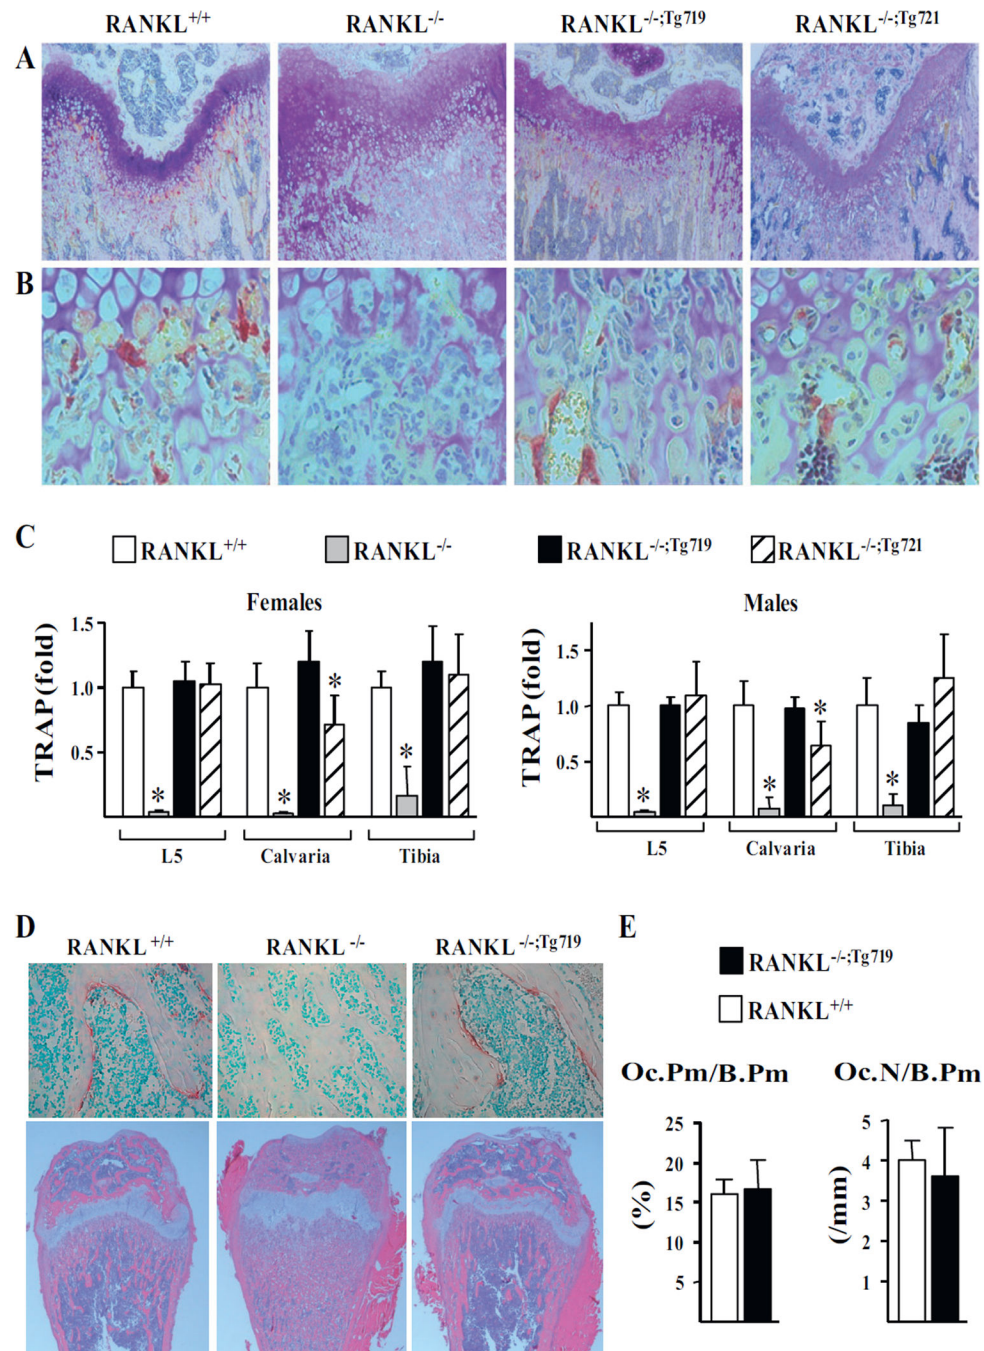 RANKL+/+ RANKL-/- RANKL-/-;Tg719 RANKL-/-;Tg721
A
B
C
RANKL+/+ RANKL-/- RANKL-/-;Tg719 RANKL-/-;Tg721
Females
TRAP (fold)
1.5
1.0
0.5
* * * *
L5 Calvaria Tibia
Males
TRAP (fold)
1.5
1.0
0.5
* * * *
L5 Calvaria Tibia
D
RANKL +/+ RANKL -/- RANKL -/-;Tg719
E
RANKL-/-;Tg719
RANKL+/+
Oc.Pm/B.Pm
(%)
25
20
15
10
5
Oc.N/B.Pm
(/mm)
5
4
3
2
1